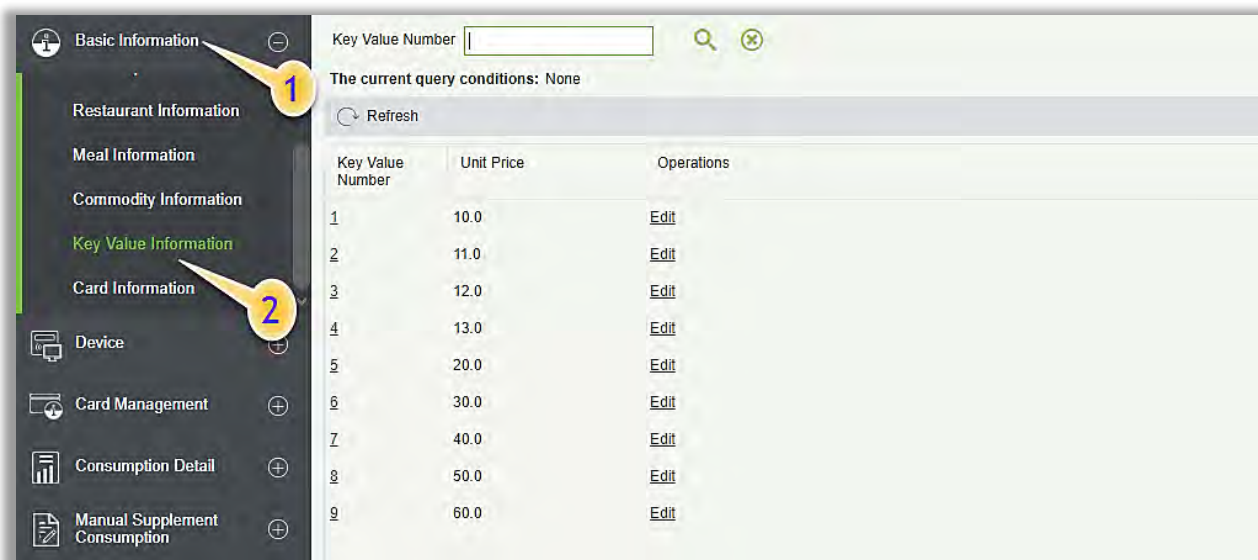 Basic Information
1
Restaurant Information
Meal Information
Commodity Information
Key Value Information
2
Card Information
Device
Card Management
Consumption Detail
Manual Supplement
Consumption
Key Value Number
The current query conditions: None
Refresh
Key Value
Number
Unit Price
Operations
1 10.0 Edit
2 11.0 Edit
3 12.0 Edit
4 13.0 Edit
5 20.0 Edit
6 30.0 Edit
7 40.0 Edit
8 50.0 Edit
9 60.0 Edit